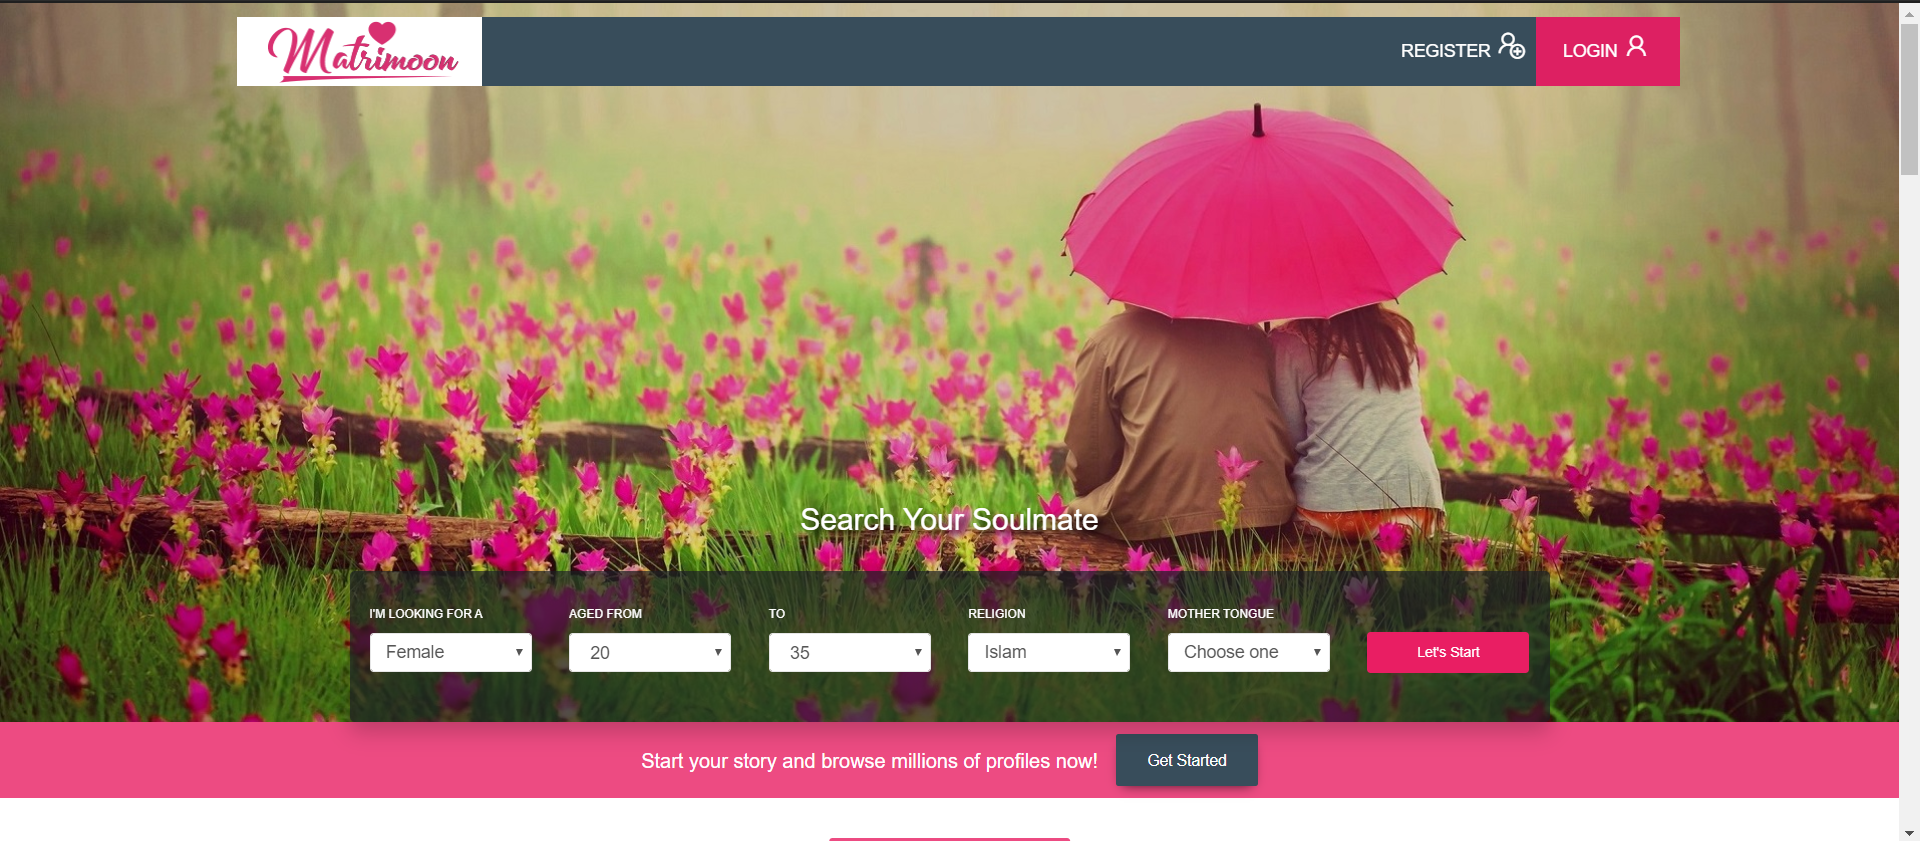 Matrimoon
REGISTER
LOGIN
Search Your Soulmate
I'M LOOKING FOR A
AGED FROM
TO
RELIGION
MOTHER TONGUE
Female
20
35
Islam
Choose one
Let's Start
Start your story and browse millions of profiles now!
Get Started